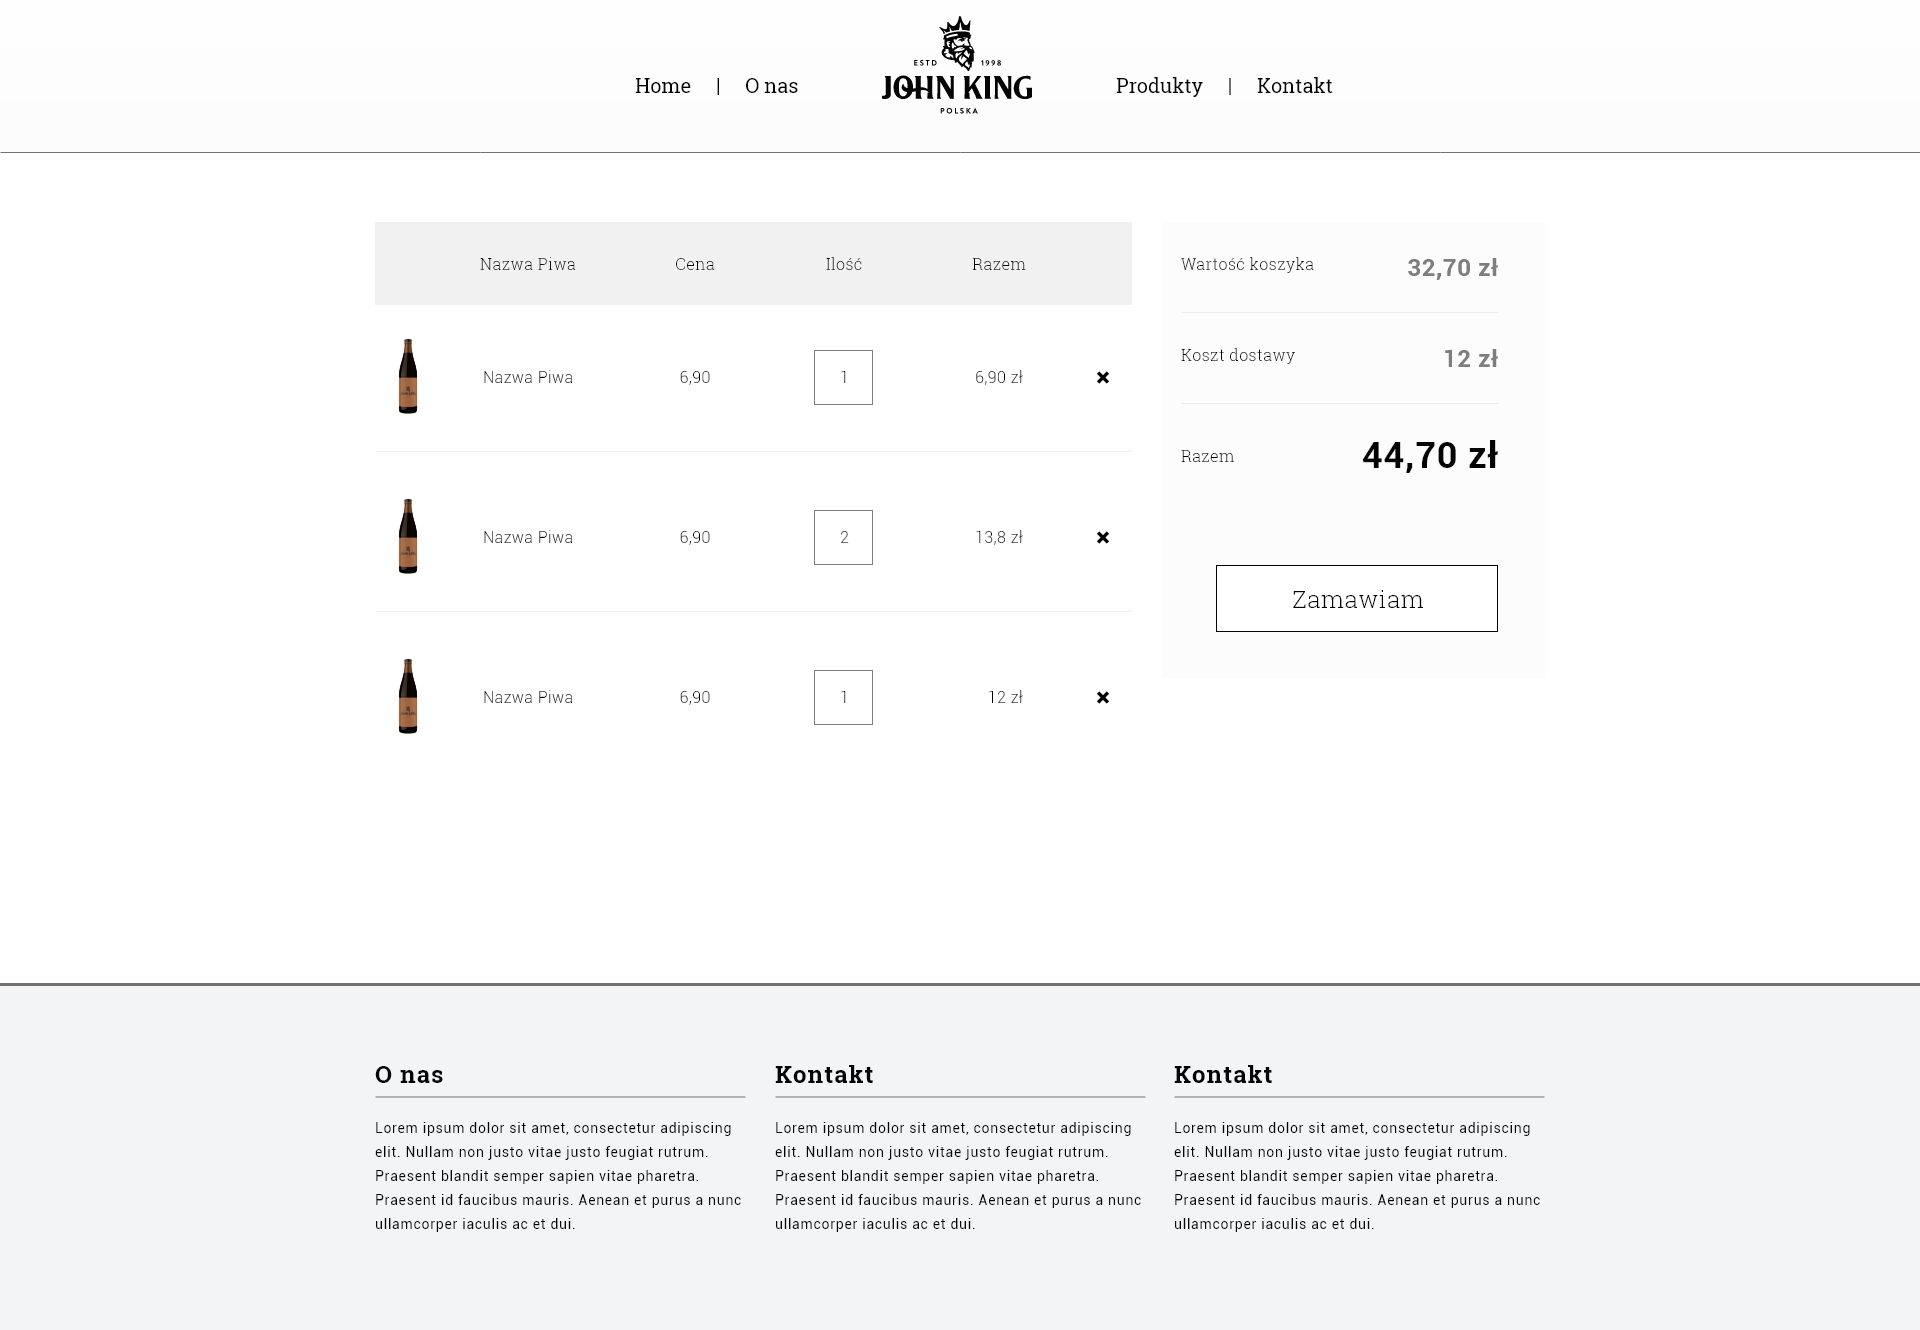 ESTD 1998
Home | O nas JOHN KING Produkty | Kontakt
POLSKA
Nazwa Piwa Cena Ilość Razem
Nazwa Piwa 6,90 1 6,90 zł
Nazwa Piwa 6,90 2 13,8 zł
Nazwa Piwa 6,90 1 12 zł
Wartość koszyka 32,70 zł
Koszt dostawy 12 zł
Razem 44,70 zł
Zamawiam
O nas
Lorem ipsum dolor sit amet, consectetur adipiscing
elit. Nullam non justo vitae justo feugiat rutrum.
Praesent blandit semper sapien vitae pharetra.
Praesent id faucibus mauris. Aenean et purus a nunc
ullamcorper iaculis ac et dui.
Kontakt
Lorem ipsum dolor sit amet, consectetur adipiscing
elit. Nullam non justo vitae justo feugiat rutrum.
Praesent blandit semper sapien vitae pharetra.
Praesent id faucibus mauris. Aenean et purus a nunc
ullamcorper iaculis ac et dui.
Kontakt
Lorem ipsum dolor sit amet, consectetur adipiscing
elit. Nullam non justo vitae justo feugiat rutrum.
Praesent blandit semper sapien vitae pharetra.
Praesent id faucibus mauris. Aenean et purus a nunc
ullamcorper iaculis ac et dui.